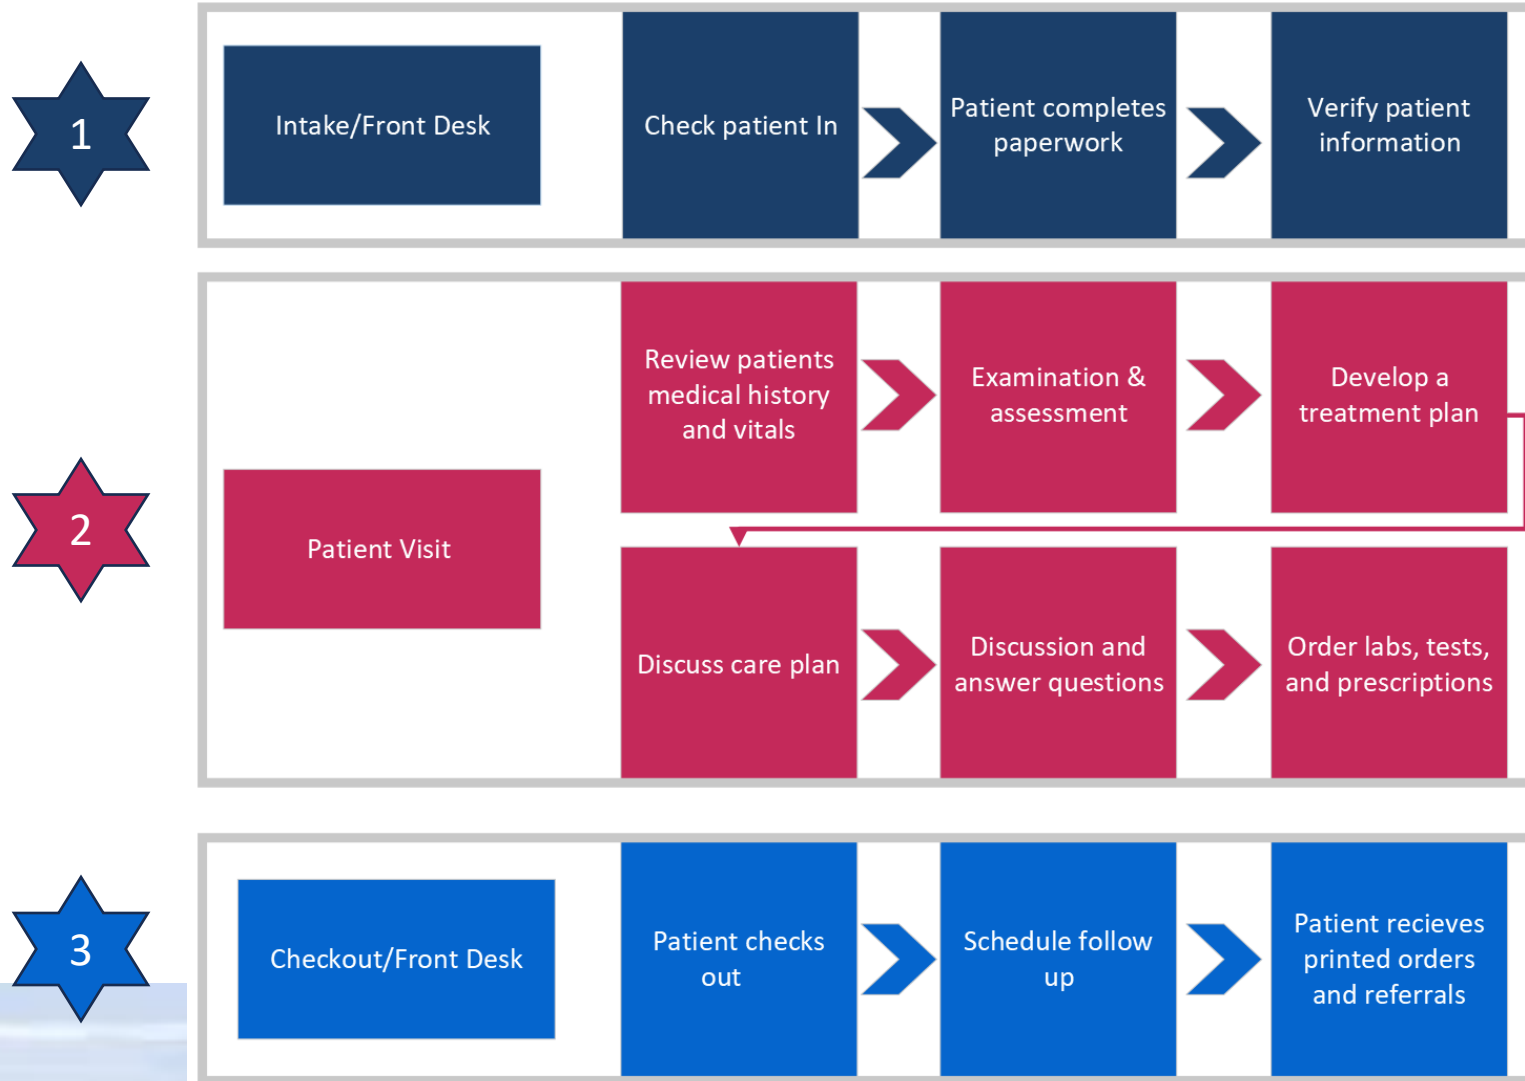 1
Intake/Front Desk
Check patient In
Patient completes
paperwork
Verify patient
information
2
Patient Visit
Review patients
medical history
and vitals
Examination &
assessment
Develop a
treatment plan
Discuss care plan
Discussion and
answer questions
Order labs, tests,
and prescriptions
3
Checkout/Front Desk
Patient checks
out
Schedule follow
up
Patient recieves
printed orders
and referrals